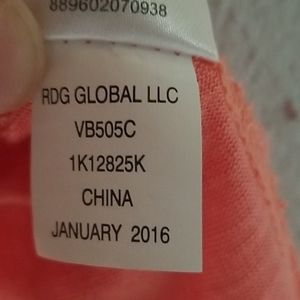 889602070938
RDG GLOBAL LLC
VB505C
1K12825K
CHINA
JANUARY 2016